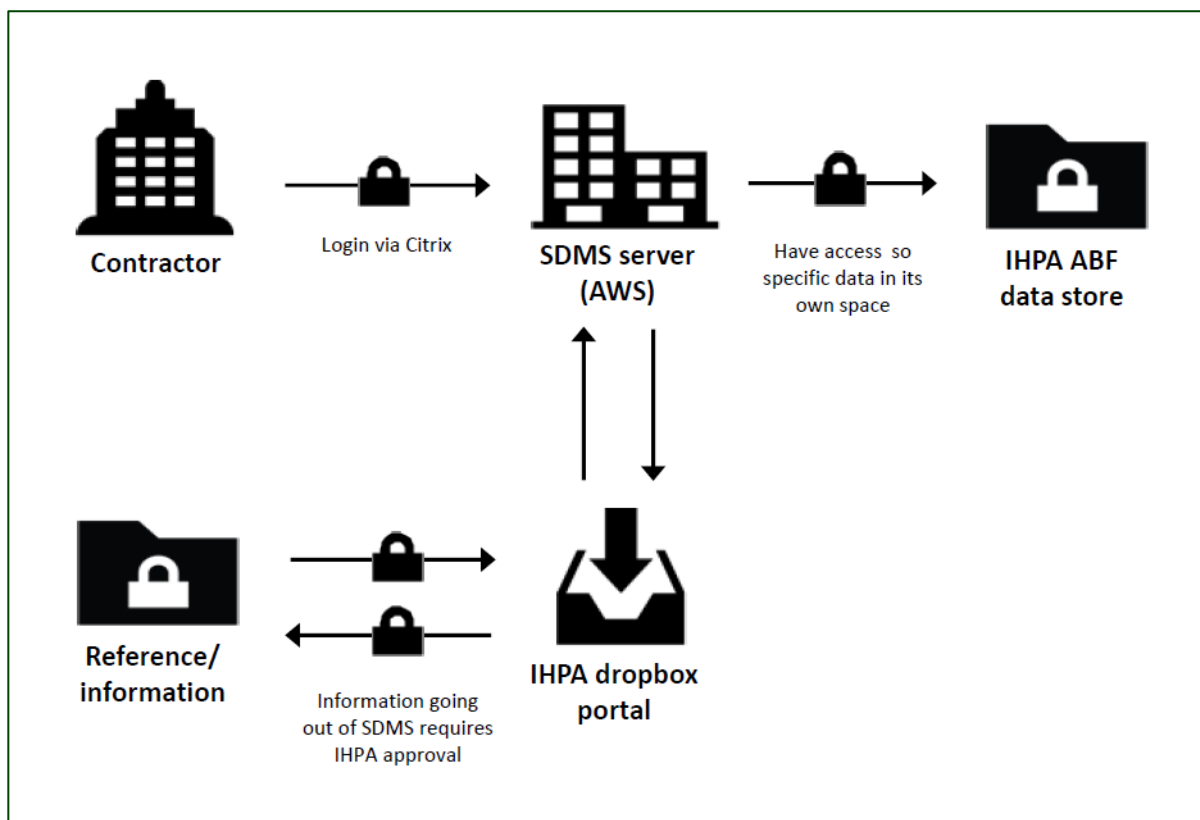 Contractor
Login via Citrix
SDMS server
(AWS)
Have access so
specific data in its
own space
IHPA ABF
data store
Reference/
information
Information going
out of SDMS requires
IHPA approval
IHPA dropbox
portal